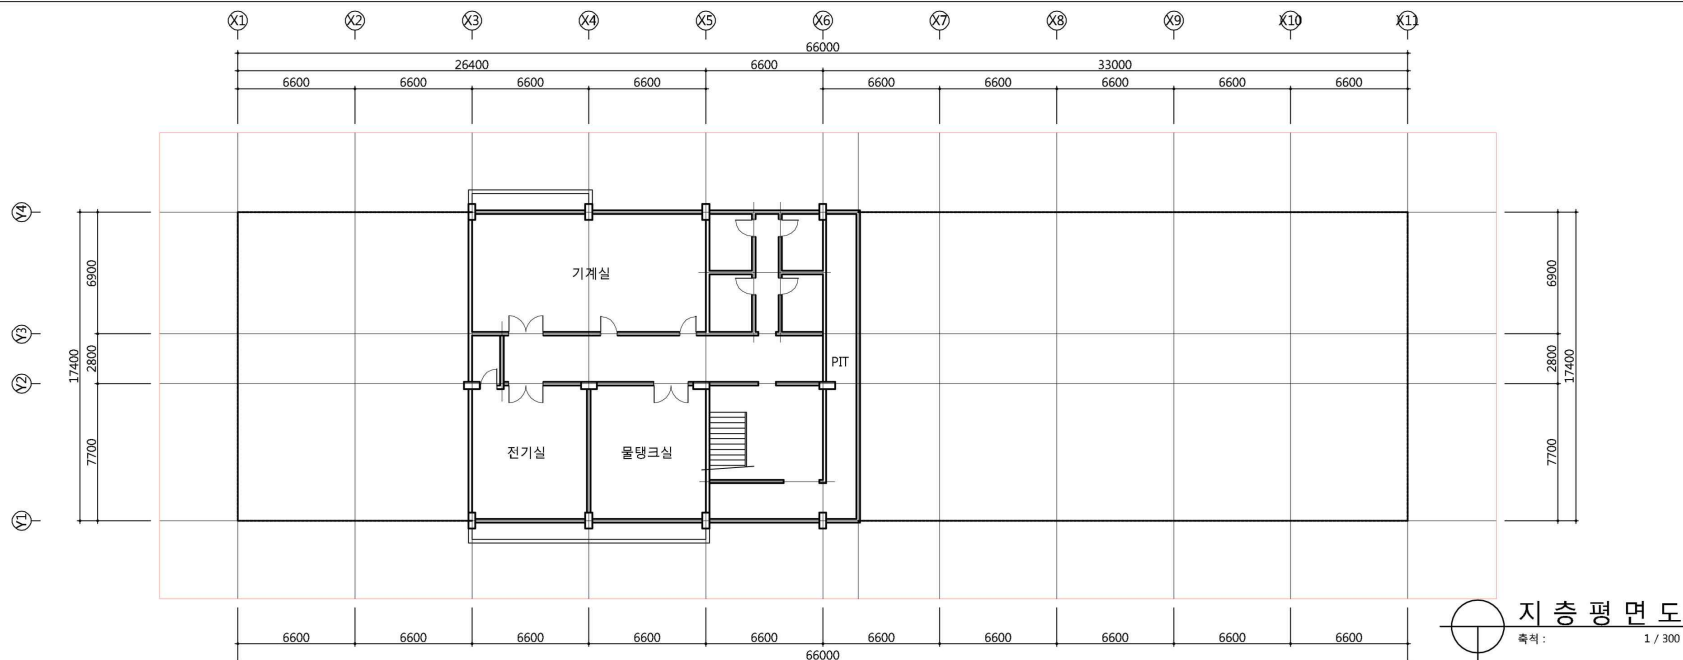 X1 X2 X3 X4 X5 X6 X7 X8 X9 X10 X11
66000
26400 6600 33000
6600 6600 6600 6600 6600 6600 6600 6600 6600
Y4
6900 6900
기계실
Y3
17400 2800 PIT 2800 17400
Y2
7700 전기실 물탱크실 7700
Y1
지층평면도
축척 : 1 / 300
6600 6600 6600 6600 6600 6600 6600 6600 6600 6600
66000